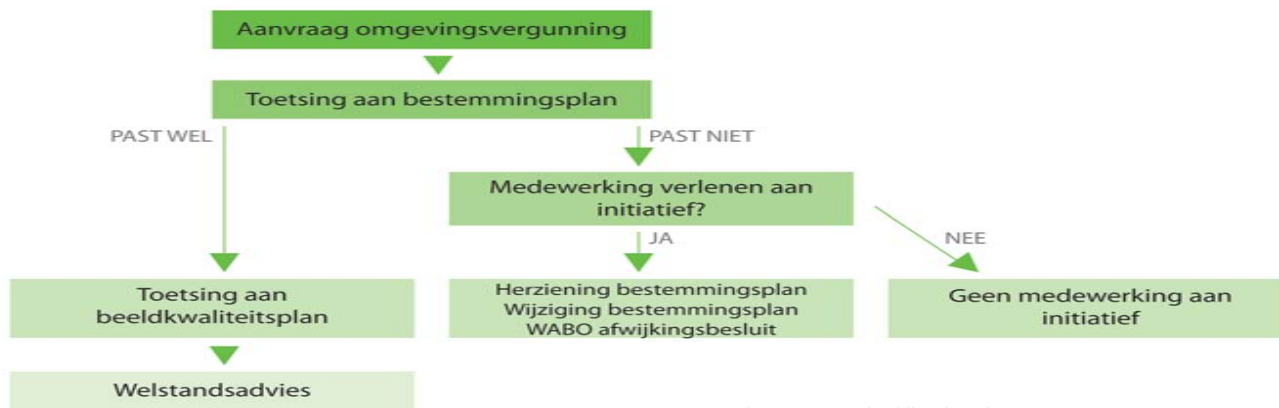 Aanvraag omgevingsvergunning
Toetsing aan bestemmingsplan
PAST WEL
PAST NIET
Medewerking verlenen aan
initiatief?
JA
NEE
Toetsing aan
beeldkwaliteitsplan
Herziening bestemmingsplan
Wijziging bestemmingsplan
WABO afwijkingsbesluit
Geen medewerking aan
initiatief
Welstandsadvies